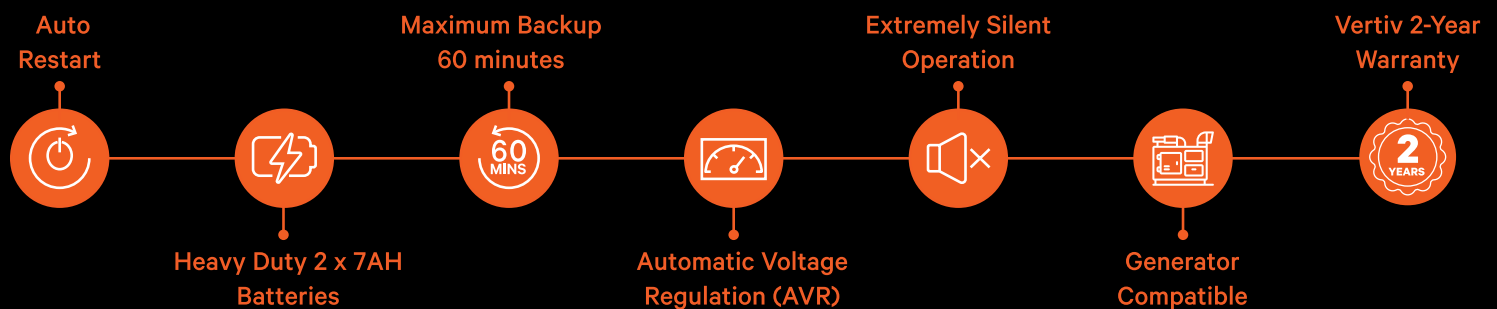 Auto
Restart
Heavy Duty 2 x 7AH
Batteries
Maximum Backup
60 minutes
60
MINS
Automatic Voltage
Regulation (AVR)
Extremely Silent
Operation
Generator
Compatible
Vertiv 2-Year
Warranty
2
YEARS